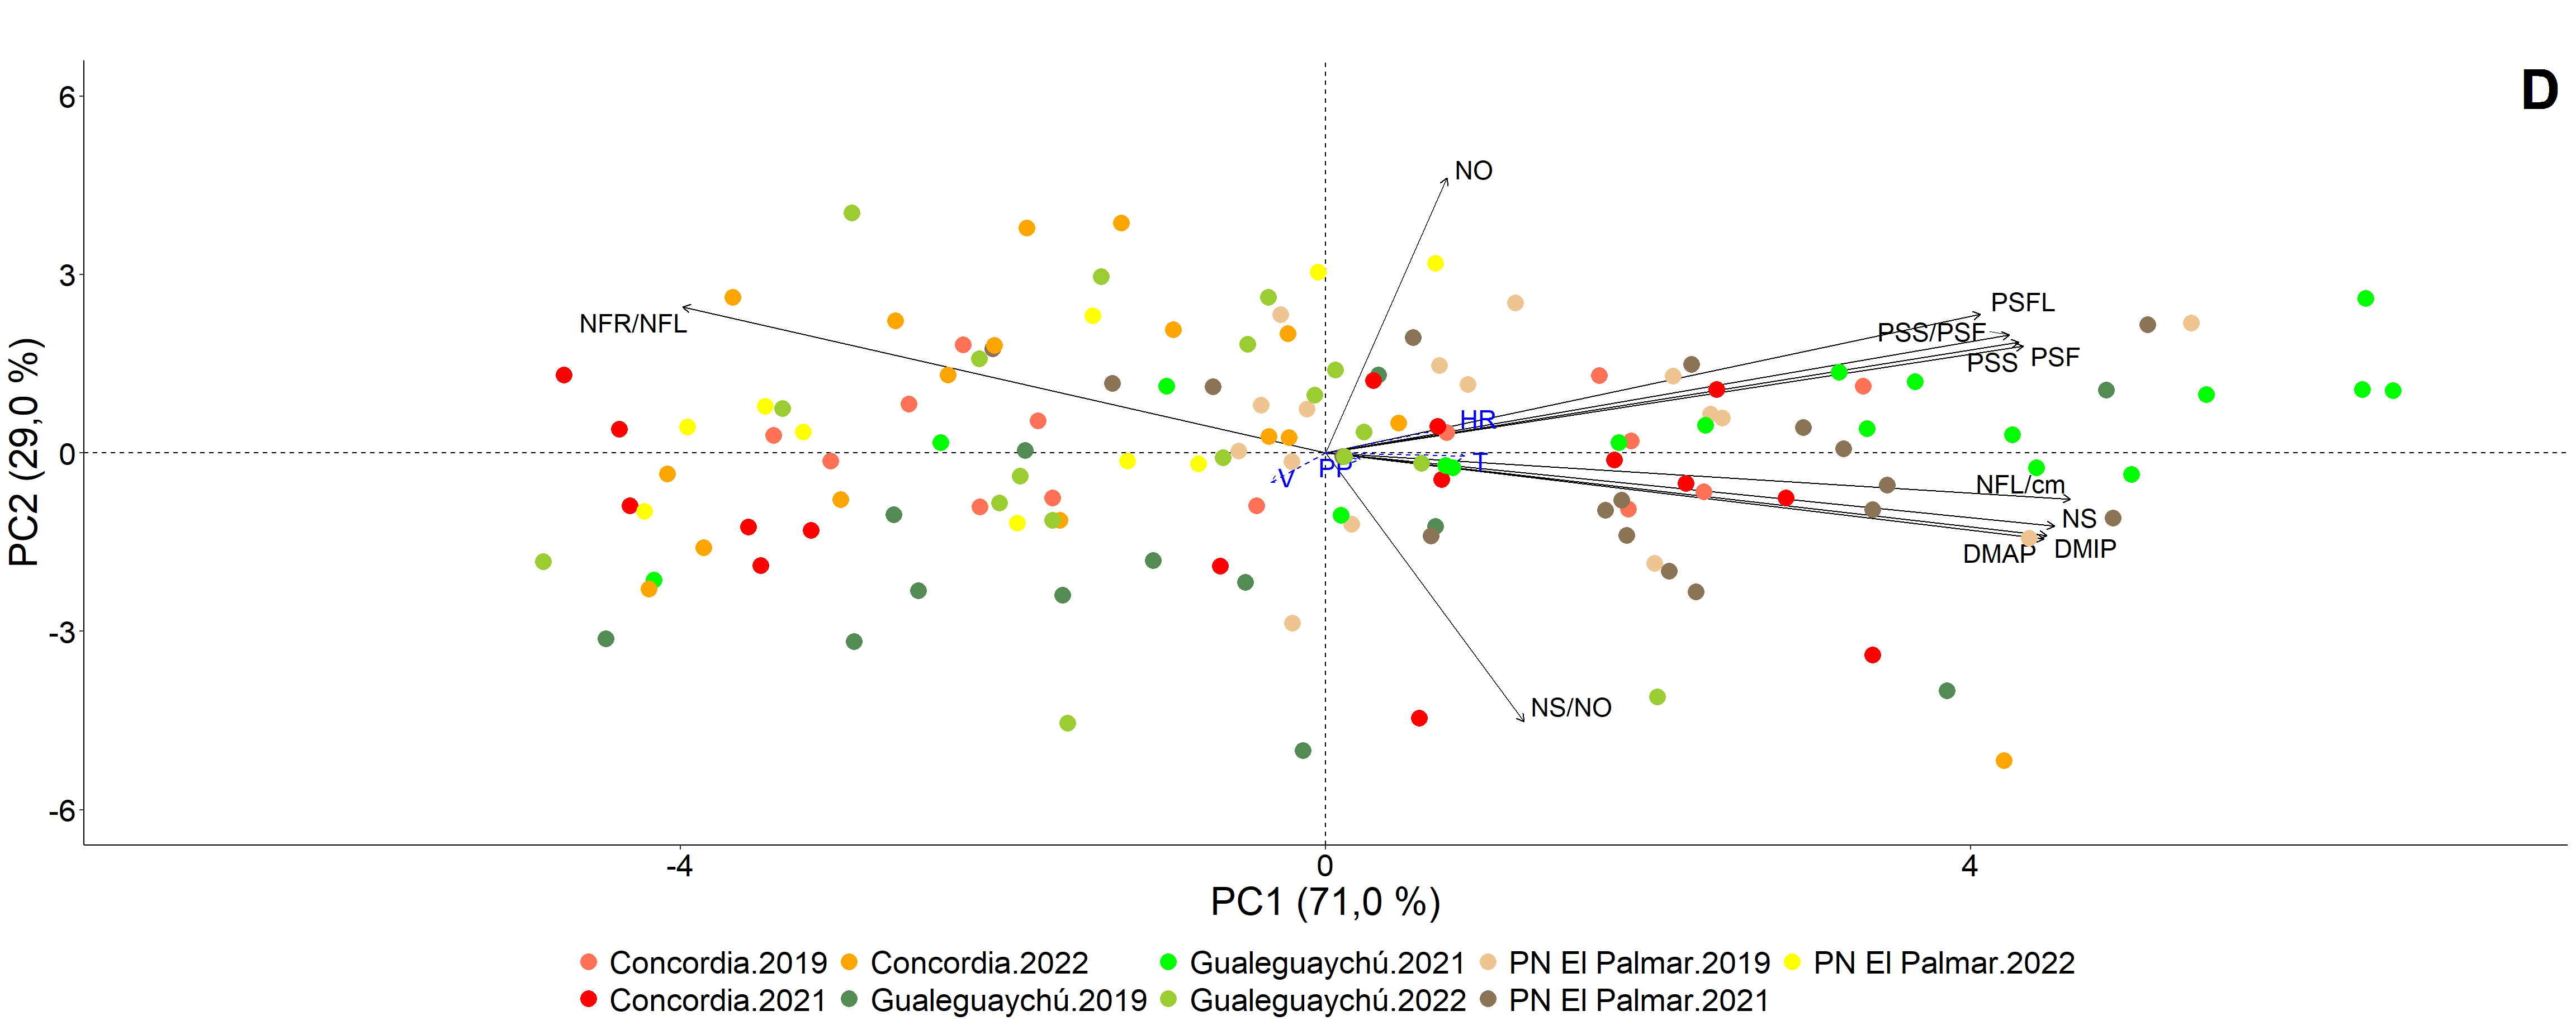 D
6
3
0
-3
-6
PC2 (29,0 %)
NO
NFR/NFL
PSFL
PSS/PSF
PSS
PSF
HR
T
PP
V
NFL/cm
NS
DMAP
DMIP
NS/NO
-4
0
4
PC1 (71,0 %)
Concordia.2019
Concordia.2022
Gualeguaychú.2021
PN El Palmar.2019
PN El Palmar.2022
Concordia.2021
Gualeguaychú.2019
Gualeguaychú.2022
PN El Palmar.2021